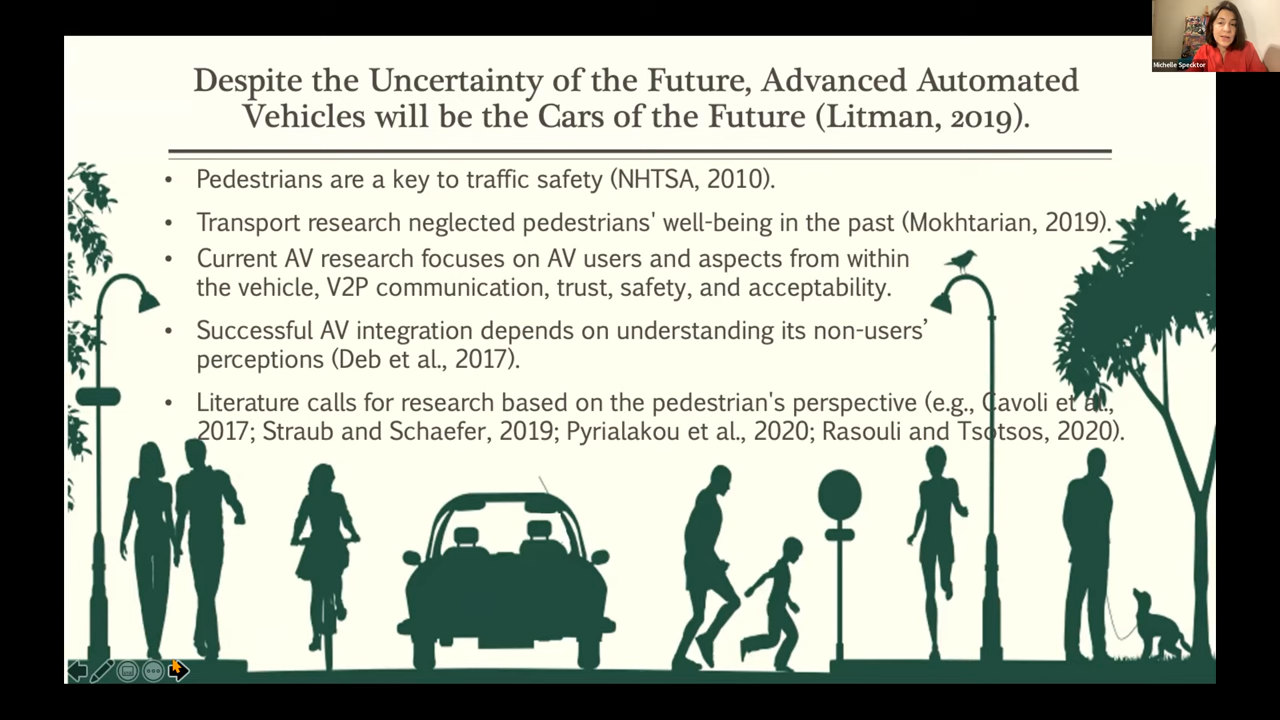 Michelle Specktor
Despite the Uncertainty of the Future, Advanced Automated
Vehicles will be the Cars of the Future (Litman, 2019).
• Pedestrians are a key to traffic safety (NHTSA, 2010).
• Transport research neglected pedestrians' well-being in the past (Mokhtarian, 2019).
• Current AV research focuses on AV users and aspects from within
the vehicle, V2P communication, trust, safety, and acceptability.
• Successful AV integration depends on understanding its non-users’
perceptions (Deb et al., 2017).
• Literature calls for research based on the pedestrian's perspective (e.g., Cavoli et al.,
2017; Straub and Schaefer, 2019; Pyrialakou et al., 2020; Rasouli and Tsotsos, 2020).